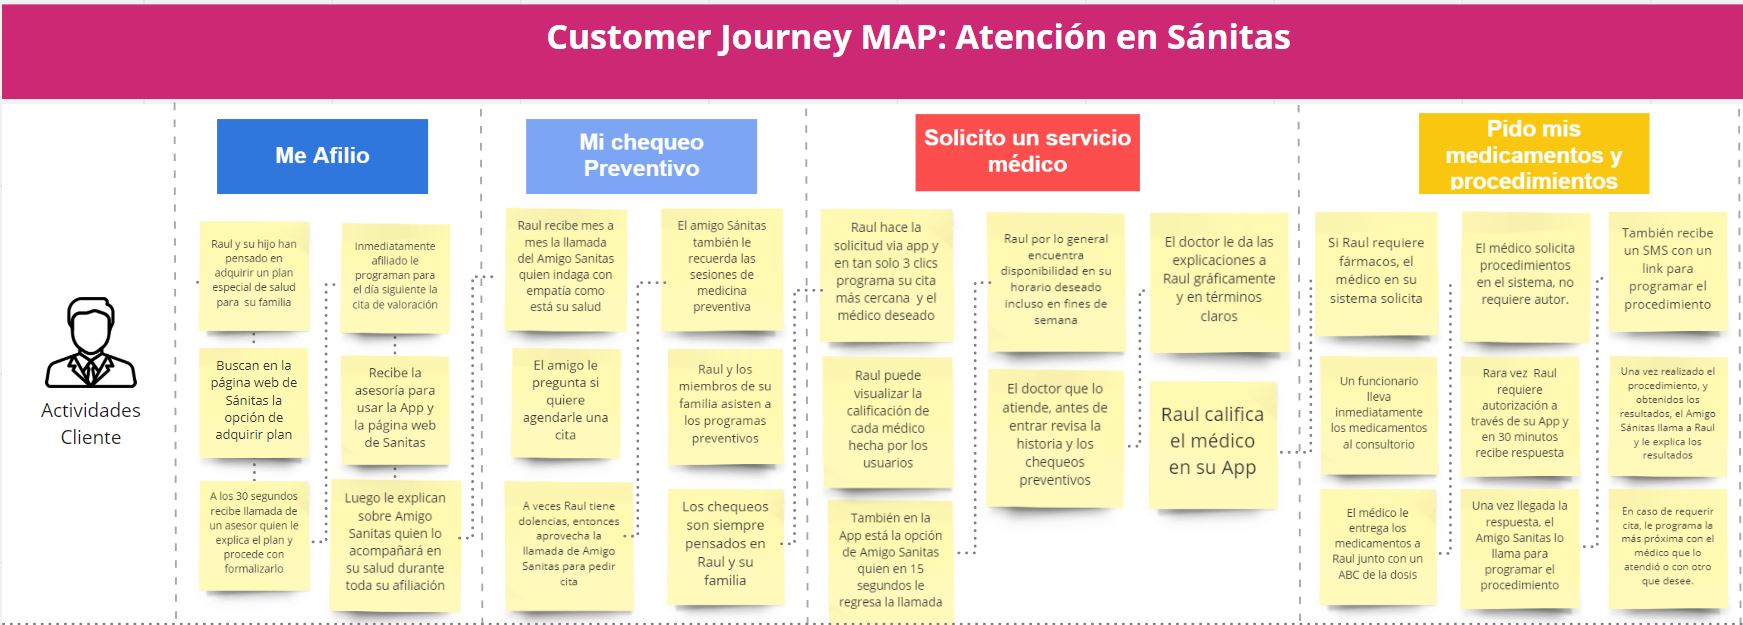 Customer Journey MAP: Atención en Sánitas
Actividades
Cliente
Me Afilio
Raul y su hijo han
pensado en
adquirir un plan
especial de salud
para su familia
Buscan en la
página web de
Sánitas la
opción de
adquirir plan
A los 30 segundos
recibe llamada de
un asesor quien le
explica el plan y
procede con
formalizarlo
Inmediatamente
afiliado le
programan para
el día siguiente la
cita de valoración
Recibe la
asesoría para
usar la App y
la página web
de Sanitas
Luego le explican
sobre Amigo
Sanitas quien lo
acompañará en
su salud durante
toda su afiliación
Mi chequeo
Preventivo
Raul recibe mes a
mes la llamada
del Amigo Sanitas
quien indaga con
empatía como
está su salud
El amigo le
pregunta si
quiere
agendarle una
cita
A veces Raul tiene
dolencias, entonces
aprovecha la
llamada de Amigo
Sanitas para pedir
cita
El amigo Sánitas
también le
recuerda las
sesiones de
medicina
preventiva
Raul y los
miembros de su
familia asisten a
los programas
preventivos
Los chequeos
son siempre
pensados en
Raul y su
familia
Solicito un servicio
médico
Raul hace la
solicitud via app y
en tan solo 3 clics
programa su cita
más cercana y el
médico deseado
Raul puede
visualizar la
calificación de
cada médico
hecha por los
usuarios
También en la
App está la opción
de Amigo Sanitas
quien en 15
segundos le
regresa la llamada
Raul por lo general
encuentra
disponibilidad en su
horario deseado
incluso en fines de
semana
El doctor que lo
atiende, antes de
entrar revisa la
historia y los
chequeos
preventivos
El doctor le da las
explicaciones a
Raul gráficamente
y en términos
claros
Raul califica
el médico
en su App
Pido mis
medicamentos y
procedimientos
Si Raul requiere
fármacos, el
médico en su
sistema solicita
Un funcionario
lleva
inmediatamente
los medicamentos
al consultorio
El médico le
entrega los
medicamentos a
Raul junto con un
ABC de la dosis
El médico solicita
procedimientos
en el sistema, no
requiere autor.
Rara vez Raul
requiere
autorización a
través de su App y
en 30 minutos
recibe respuesta
Una vez llegada la
respuesta, el
Amigo Sanitas lo
llama para
programar el
procedimiento
También recibe
un SMS con un
link para
programar el
procedimiento
Una vez realizado el
procedimiento, y
obtenidos los
resultados, el Amigo
Sánitas llama a Raul
y le explica los
resultados
En caso de requerir
cita, le programa la
más próxima con el
médico que lo
atendió o con otro
que desee.